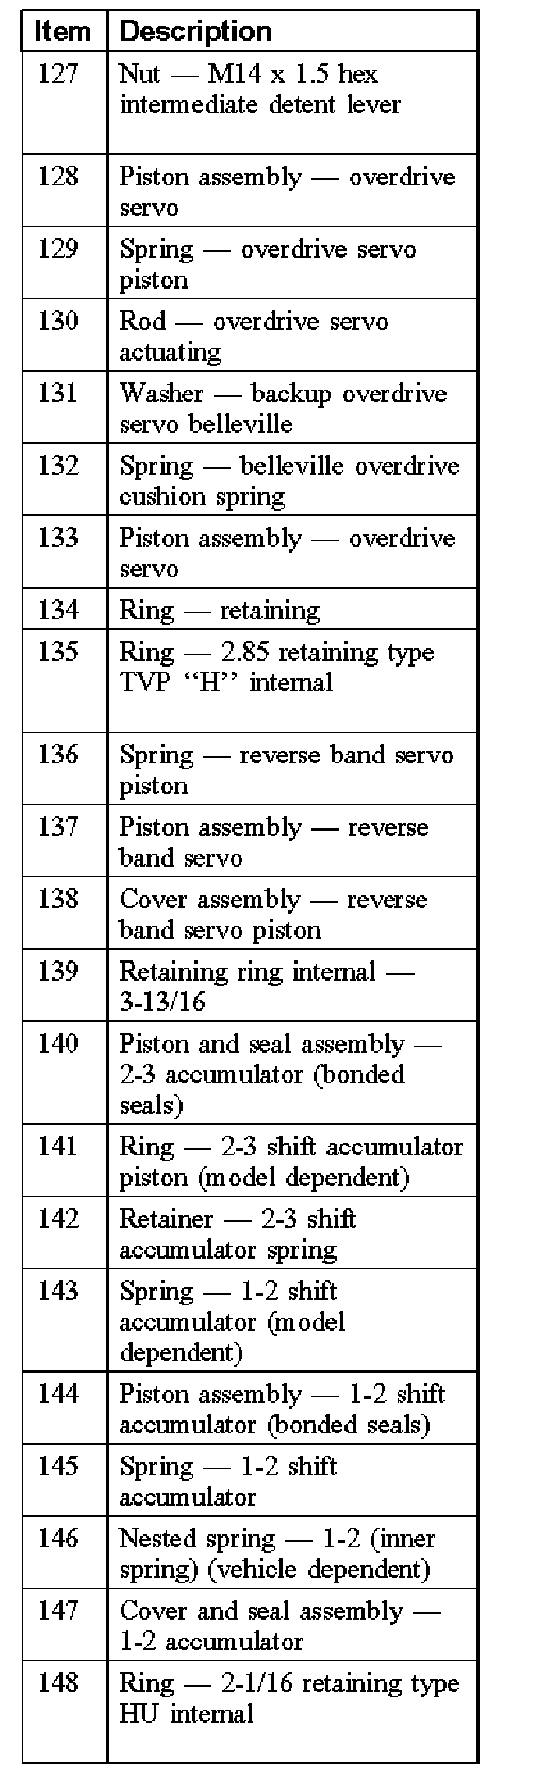 Item Description
127 Nut — M14 x 1.5 hex
intermediate detent lever
128 Piston assembly — overdrive
servo
129 Spring — overdrive servo
piston
130 Rod — overdrive servo
actuating
131 Washer — backup overdrive
servo belleville
132 Spring — belleville overdrive
cushion spring
133 Piston assembly — overdrive
servo
134 Ring — retaining
135 Ring — 2.85 retaining type
TVP “H” internal
136 Spring — reverse band servo
piston
137 Piston assembly — reverse
band servo
138 Cover assembly — reverse
band servo piston
139 Retaining ring internal —
3-13/16
140 Piston and seal assembly —
2-3 accumulator (bonded
seals)
141 Ring — 2-3 shift accumulator
piston (model dependent)
142 Retainer — 2-3 shift
accumulator spring
143 Spring — 1-2 shift
accumulator (model
dependent)
144 Piston assembly — 1-2 shift
accumulator (bonded seals)
145 Spring — 1-2 shift
accumulator
146 Nested spring — 1-2 (inner
spring) (vehicle dependent)
147 Cover and seal assembly —
1-2 accumulator
148 Ring — 2-1/16 retaining type
HU internal